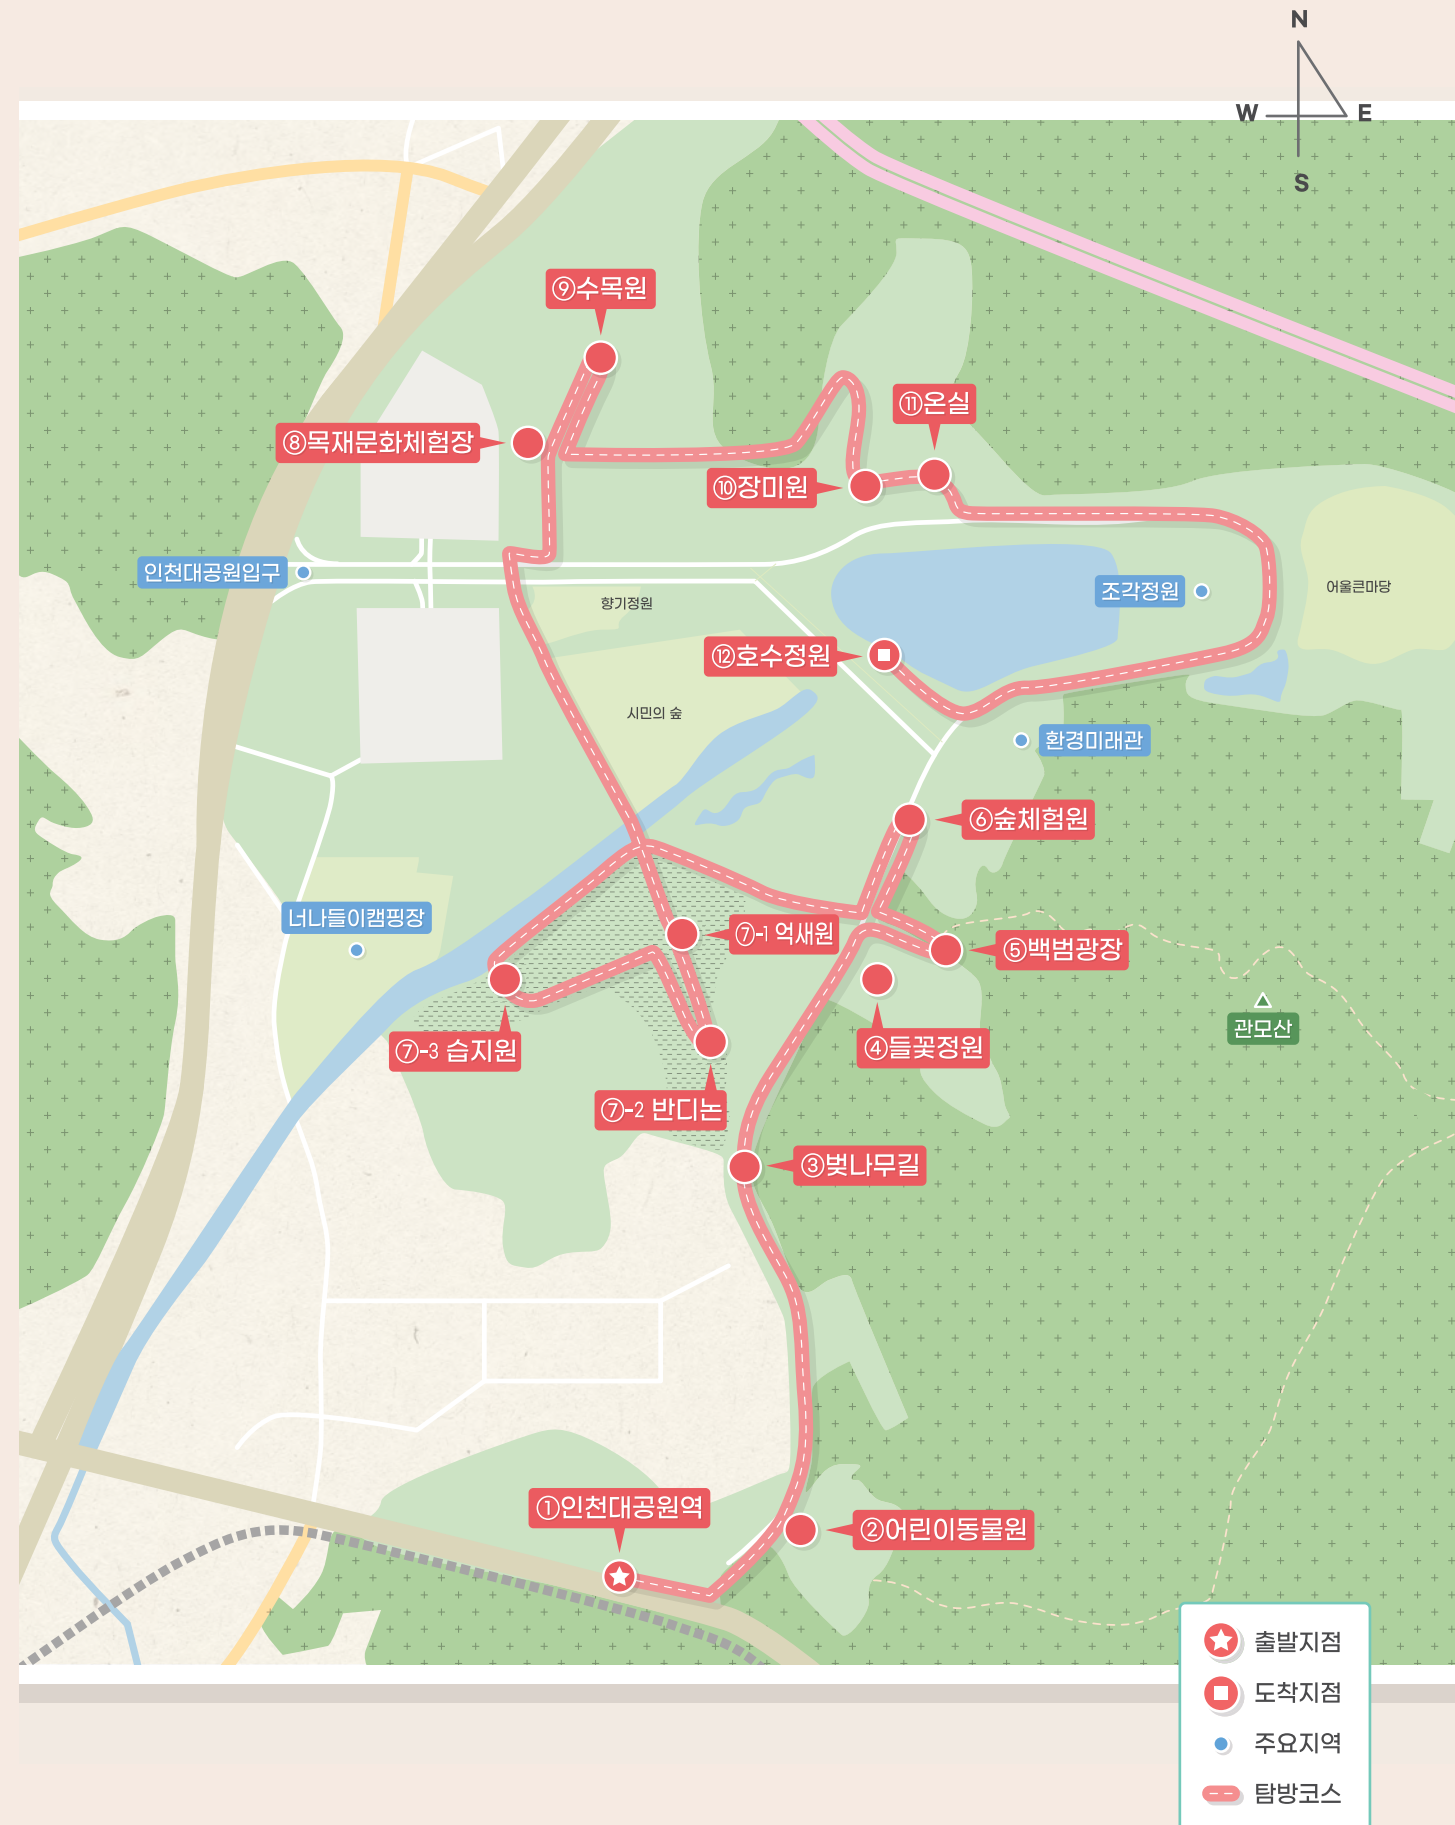 N
W E
S
⑨수목원
⑪온실
⑧목재문화체험장
⑩장미원
인천대공원입구
조각정원
어울큰마당
향기정원
⑫호수정원
시민의 숲
환경미래관
⑥숲체험원
너나들이캠핑장
⑦-1 억새원
⑤백범광장
관모산
④들꽃정원
⑦-3 습지원
⑦-2 반디논
③벚나무길
①인천대공원역
②어린이동물원
출발지점
도착지점
주요지역
탐방코스